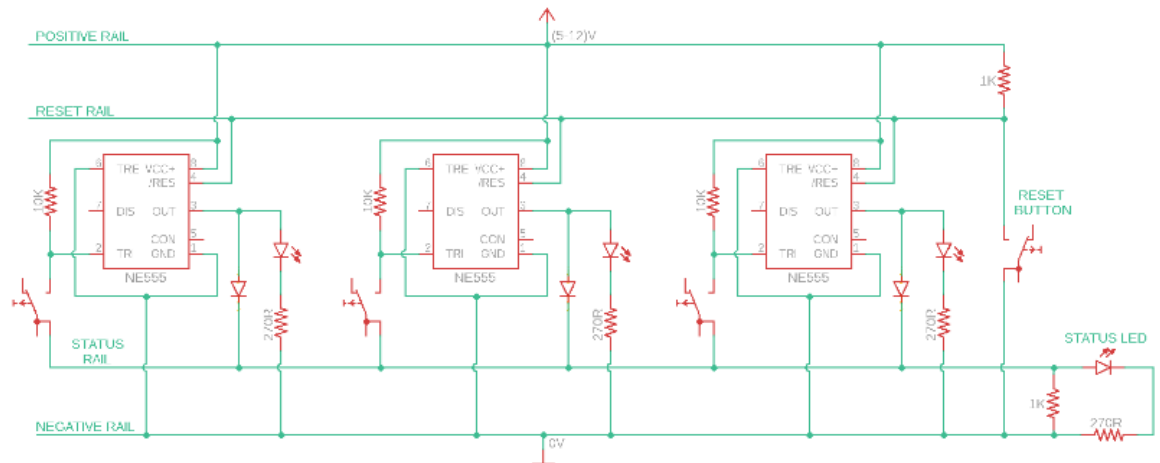 POSITIVE RAIL
(5-12)V
1K
RESET RAIL
6 TRE VCC+ 8
/RES 4
10K
7 DIS OUT 3
CON 5
2 TRI GND 1
NE555
270R
6 TRE VCC+ 8
/RES 4
10K
7 DIS OUT 3
CON 5
2 TRI GND 1
NE555
270R
6 TRE VCC+ 8
/RES 4
10K
7 DIS OUT 3
CON 5
2 TRI GND 1
NE555
270R
RESET
BUTTON
STATUS
RAIL
STATUS LED
1K
270R
NEGATIVE RAIL
0V